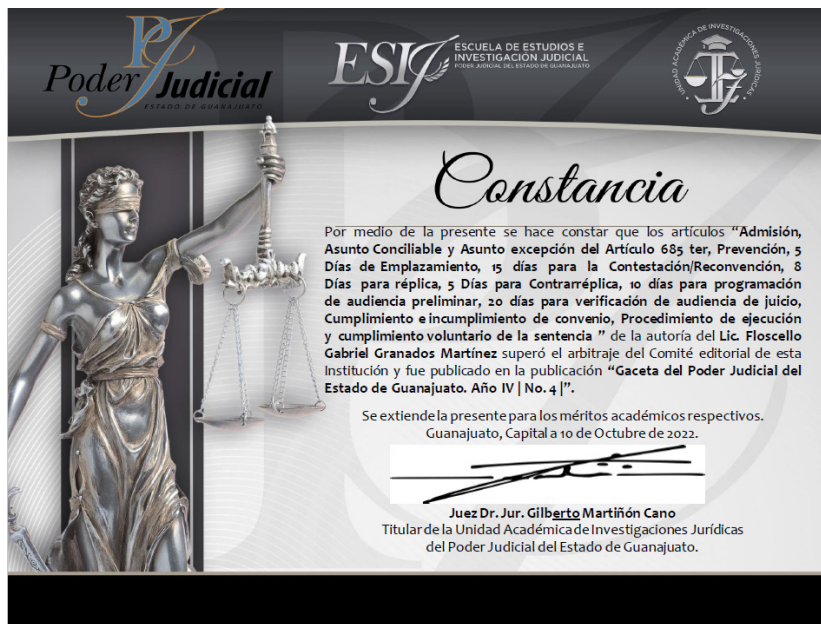 Poder Judicial
ESTADO DE GUANAJUATO
ESIJ
ESCUELA DE ESTUDIOS E
INVESTIGACIÓN JUDICIAL
PODER JUDICIAL DEL ESTADO DE GUANAJUATO
UNIDAD ACADÉMICA DE INVESTIGACIONES JURÍDICAS
Constancia
Por medio de la presente se hace constar que los artículos “Admisión,
Asunto Conciliable y Asunto excepción del Artículo 685 ter, Prevención, 5
Días de Emplazamiento, 15 días para la Contestación/Reconvención, 8
Días para réplica, 5 Días para Contrarréplica, 10 días para programación
de audiencia preliminar, 20 días para verificación de audiencia de juicio,
Cumplimiento e incumplimiento de convenio, Procedimiento de ejecución
y cumplimiento voluntario de la sentencia ” de la autoría del Lic. Floscello
Gabriel Granados Martínez superó el arbitraje del Comité editorial de esta
Institución y fue publicado en la publicación “Gaceta del Poder Judicial del
Estado de Guanajuato. Año IV | No. 4 |”.
Se extiende la presente para los méritos académicos respectivos.
Guanajuato, Capital a 10 de Octubre de 2022.
Juez Dr. Jur. Gilberto Martiñón Cano
Titular de la Unidad Académica de Investigaciones Jurídicas
del Poder Judicial del Estado de Guanajuato.